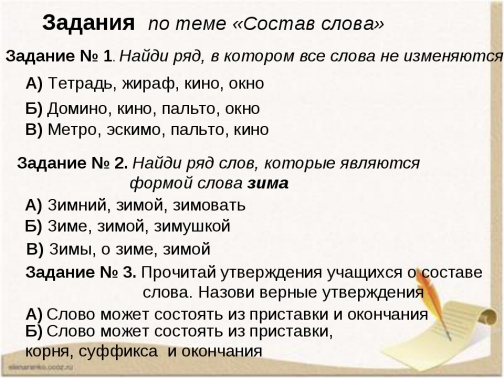 Задания по теме «Состав слова»
Задание № 1. Найди ряд, в котором все слова не изменяются
А) Тетрадь, жираф, кино, окно
Б) Домино, кино, пальто, окно
В) Метро, эскимо, пальто, кино
Задание № 2. Найди ряд слов, которые являются
формой слова зима
А) Зимний, зимой, зимовать
Б) Зиме, зимой, зимушкой
В) Зимы, о зиме, зимой
Задание № 3. Прочитай утверждения учащихся о составе
слова. Назови верные утверждения
А) Слово может состоять из приставки и окончания
Б) Слово может состоять из приставки,
корня, суффикса и окончания
elenaranko.ucoz.ru